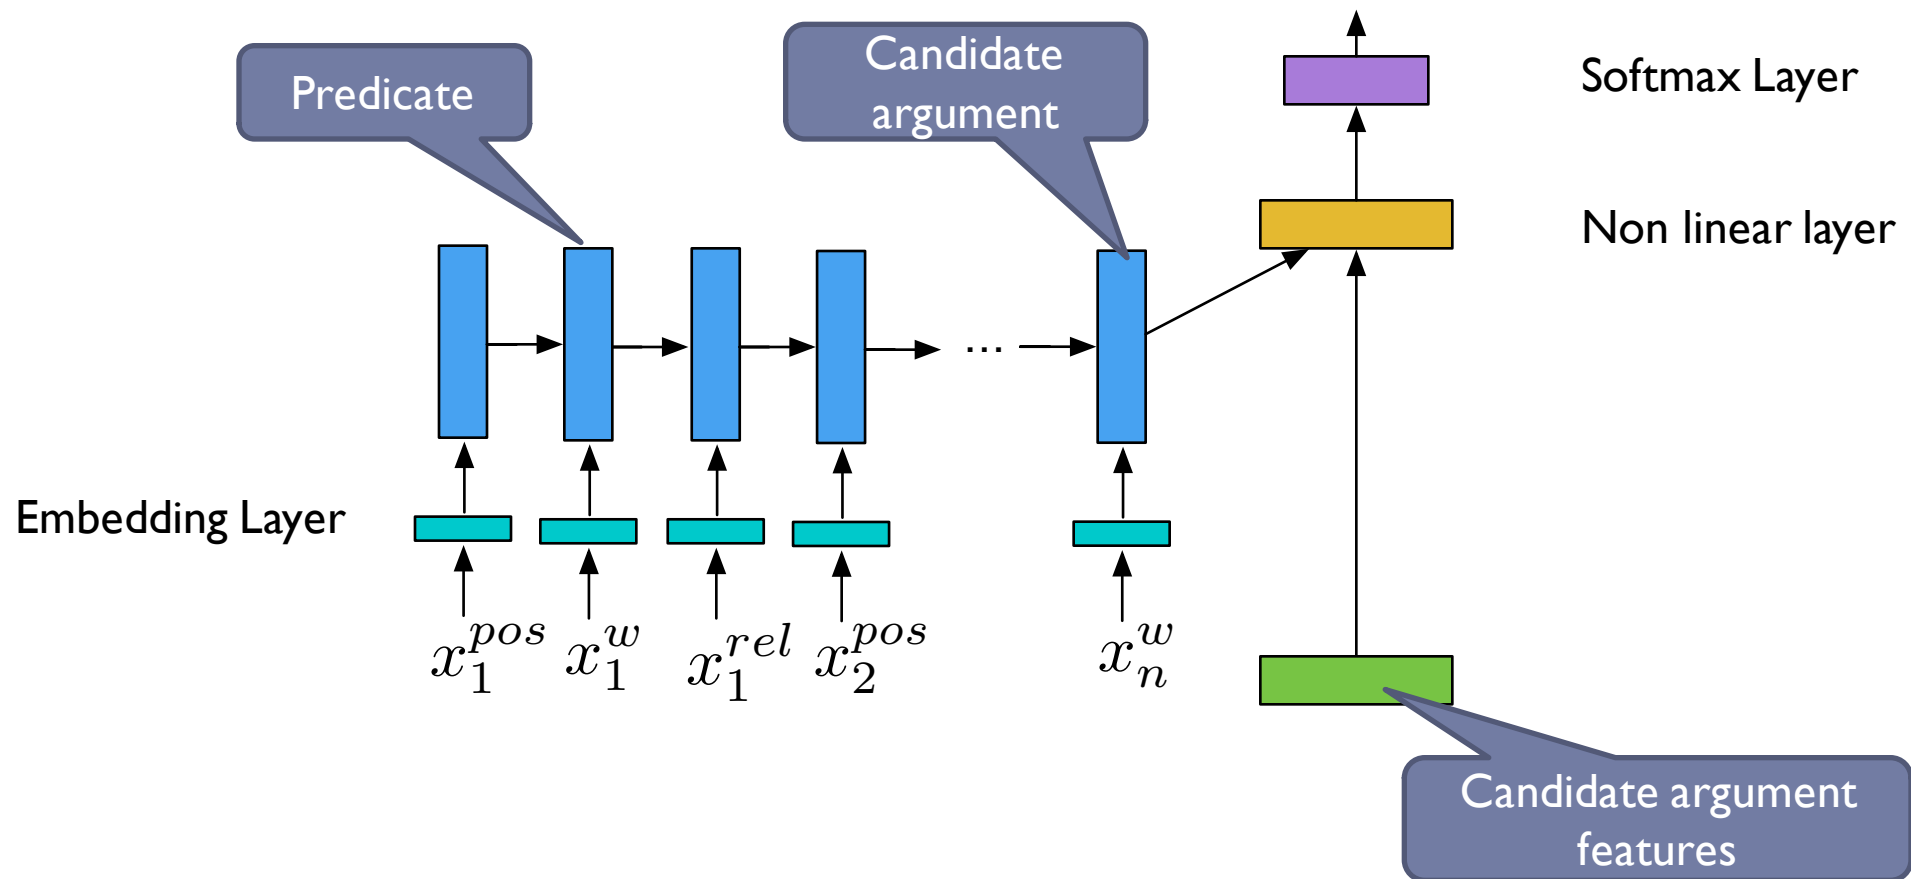 Predicate
Candidate
argument
Softmax Layer
Non linear layer
...
Embedding Layer
x_1^{pos} x_1^{w} x_1^{rel} x_2^{pos} x_n^{w}
Candidate argument
features